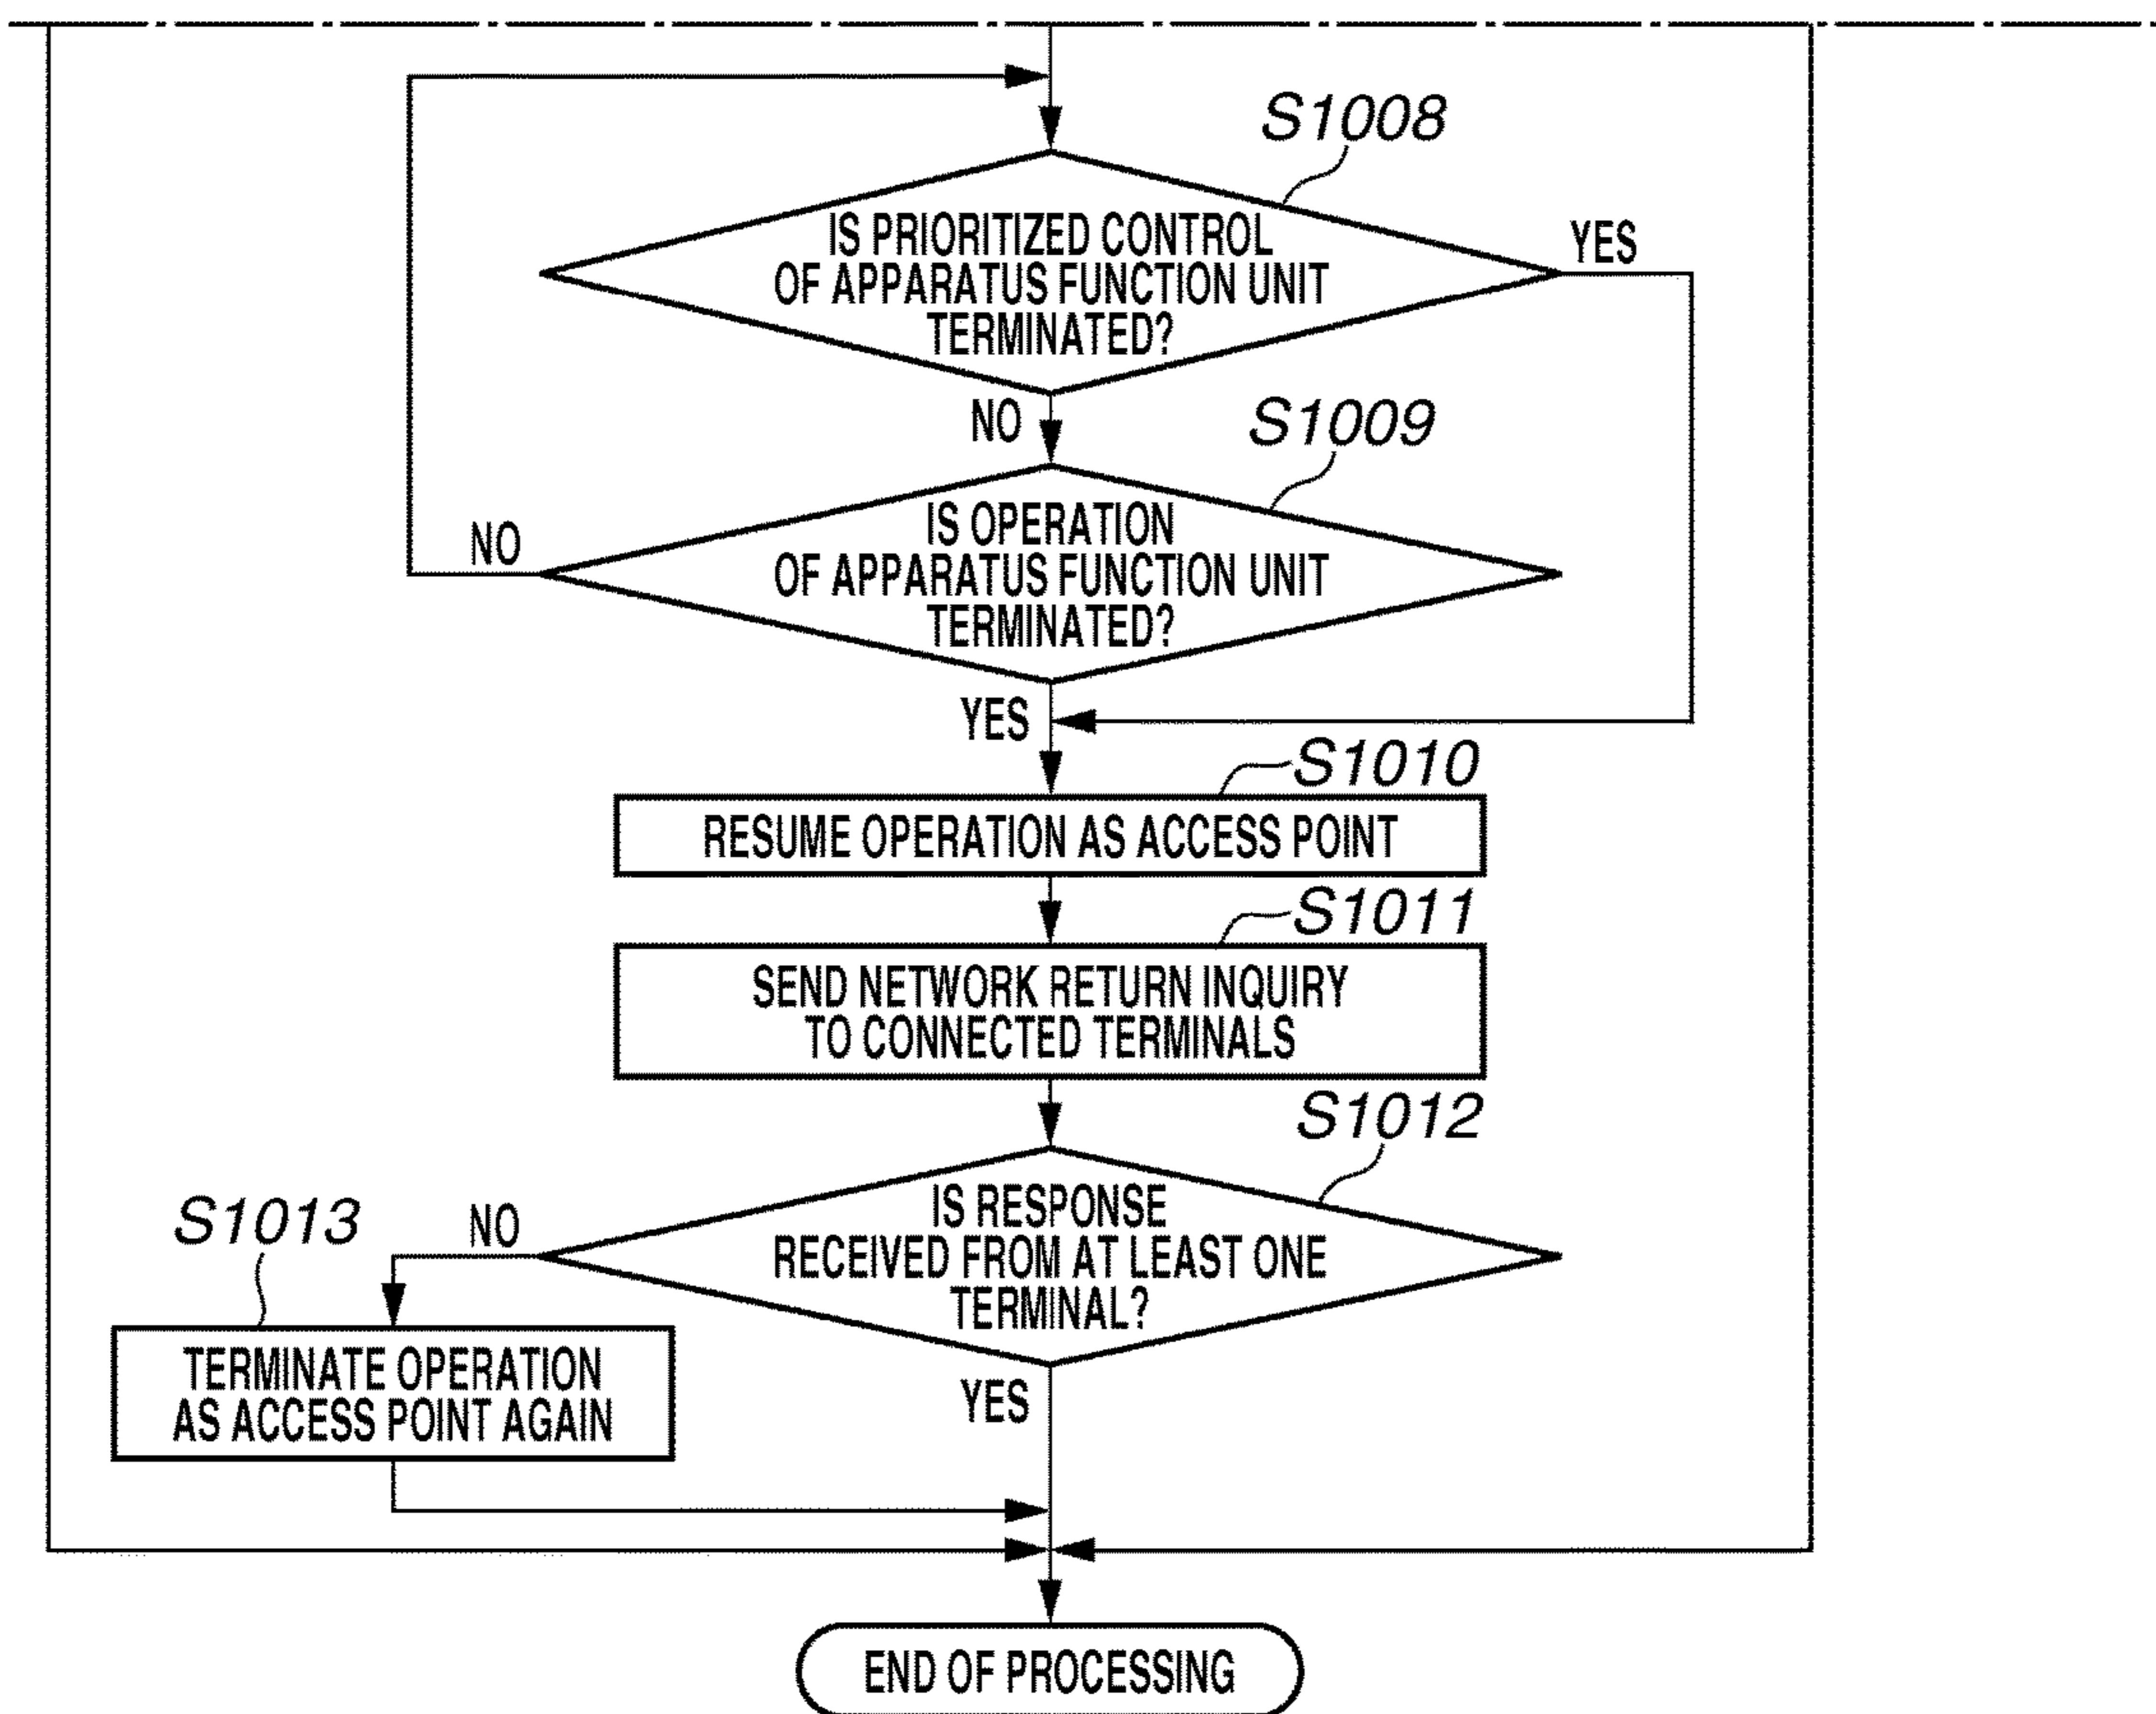 S1008
IS PRIORITIZED CONTROL
OF APPARATUS FUNCTION UNIT
TERMINATED?
YES
NO
S1009
IS OPERATION
OF APPARATUS FUNCTION UNIT
TERMINATED?
NO
YES
S1010
RESUME OPERATION AS ACCESS POINT
S1011
SEND NETWORK RETURN INQUIRY
TO CONNECTED TERMINALS
S1012
IS RESPONSE
RECEIVED FROM AT LEAST ONE
TERMINAL?
NO
S1013
TERMINATE OPERATION
AS ACCESS POINT AGAIN
YES
END OF PROCESSING